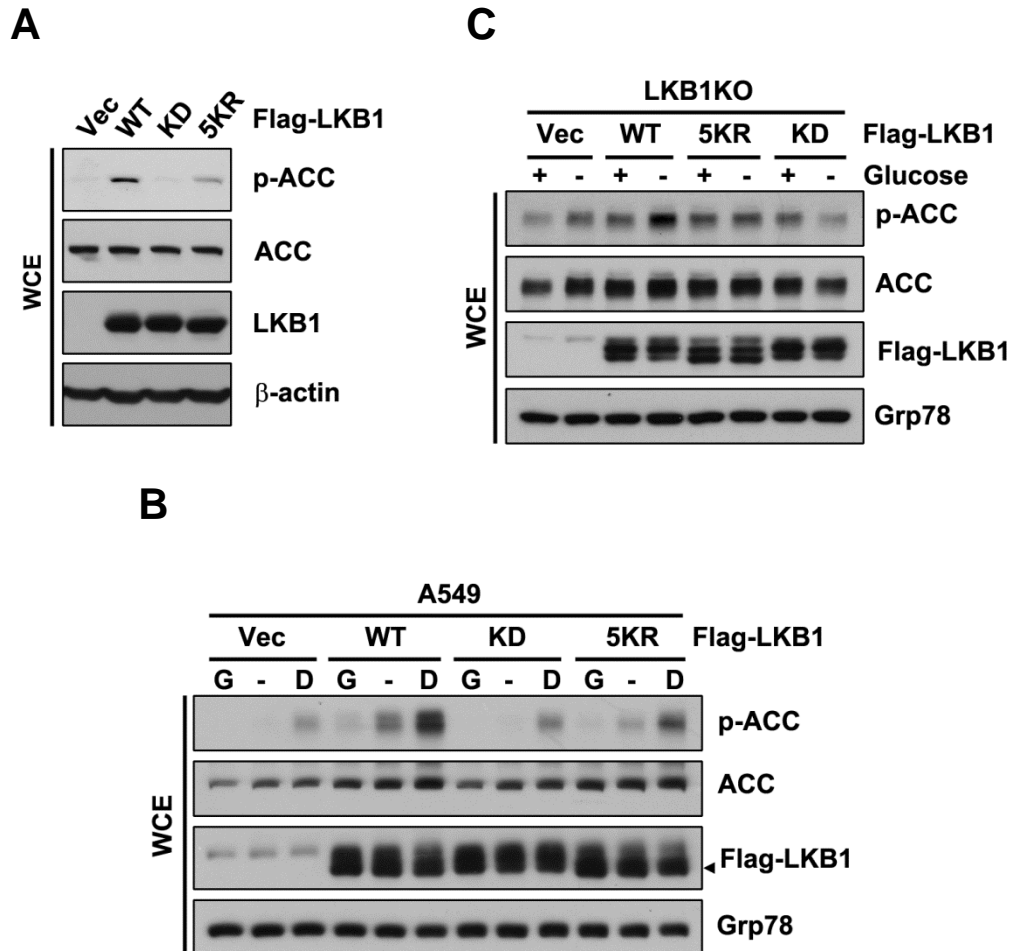 A
Vec WT KD 5KR Flag-LKB1
WCE
p-ACC
ACC
LKB1
β-actin
C
LKB1KO
Vec WT 5KR KD Flag-LKB1
+ - + - + - + - Glucose
WCE
p-ACC
ACC
Flag-LKB1
Grp78
B
A549
Vec WT KD 5KR Flag-LKB1
G - D G - D G - D G - D
WCE
p-ACC
ACC
Flag-LKB1
Grp78